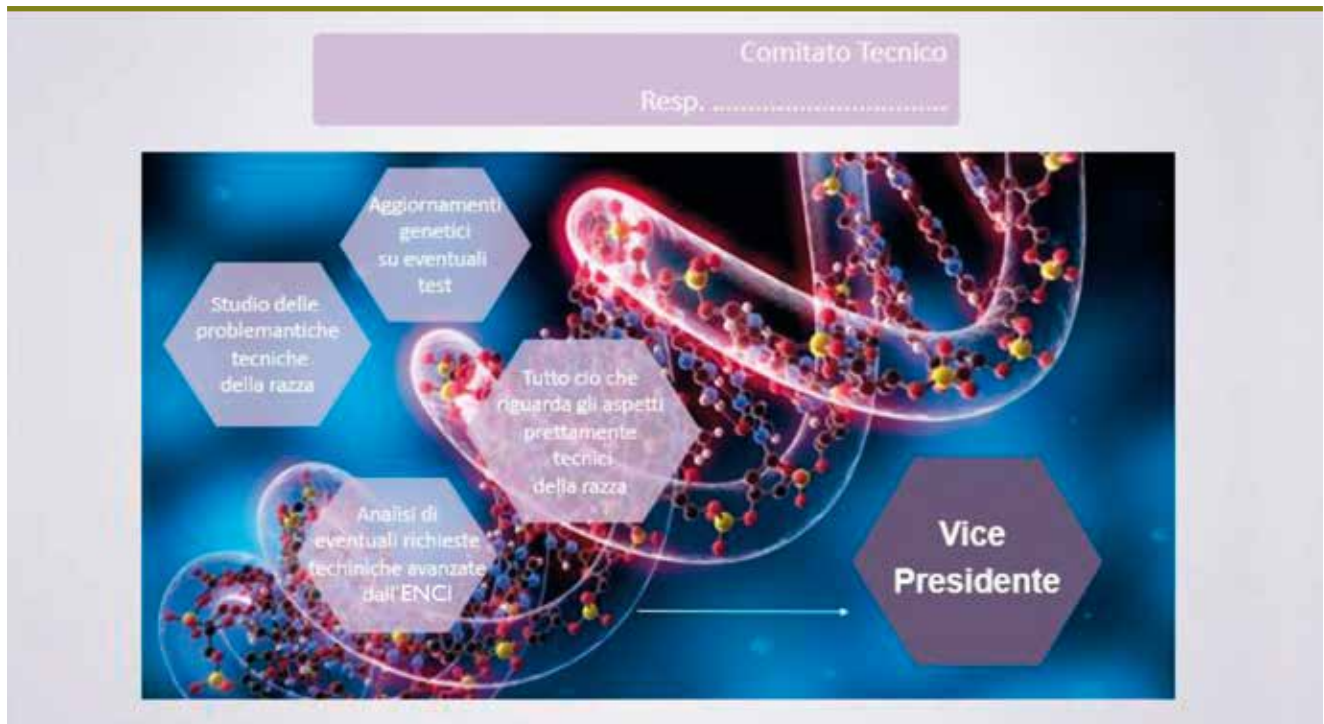 Comitato Tecnico
Resp. ....................................
Aggiornamenti
genetici
su eventuali
test
Studio delle
problemantiche
tecniche
della razza
Tutto cio che
riguarda gli aspetti
prettamente
tecnici
della razza
Analisi di
eventuali richieste
techiniche avanzate
dall'ENCI
Vice
Presidente